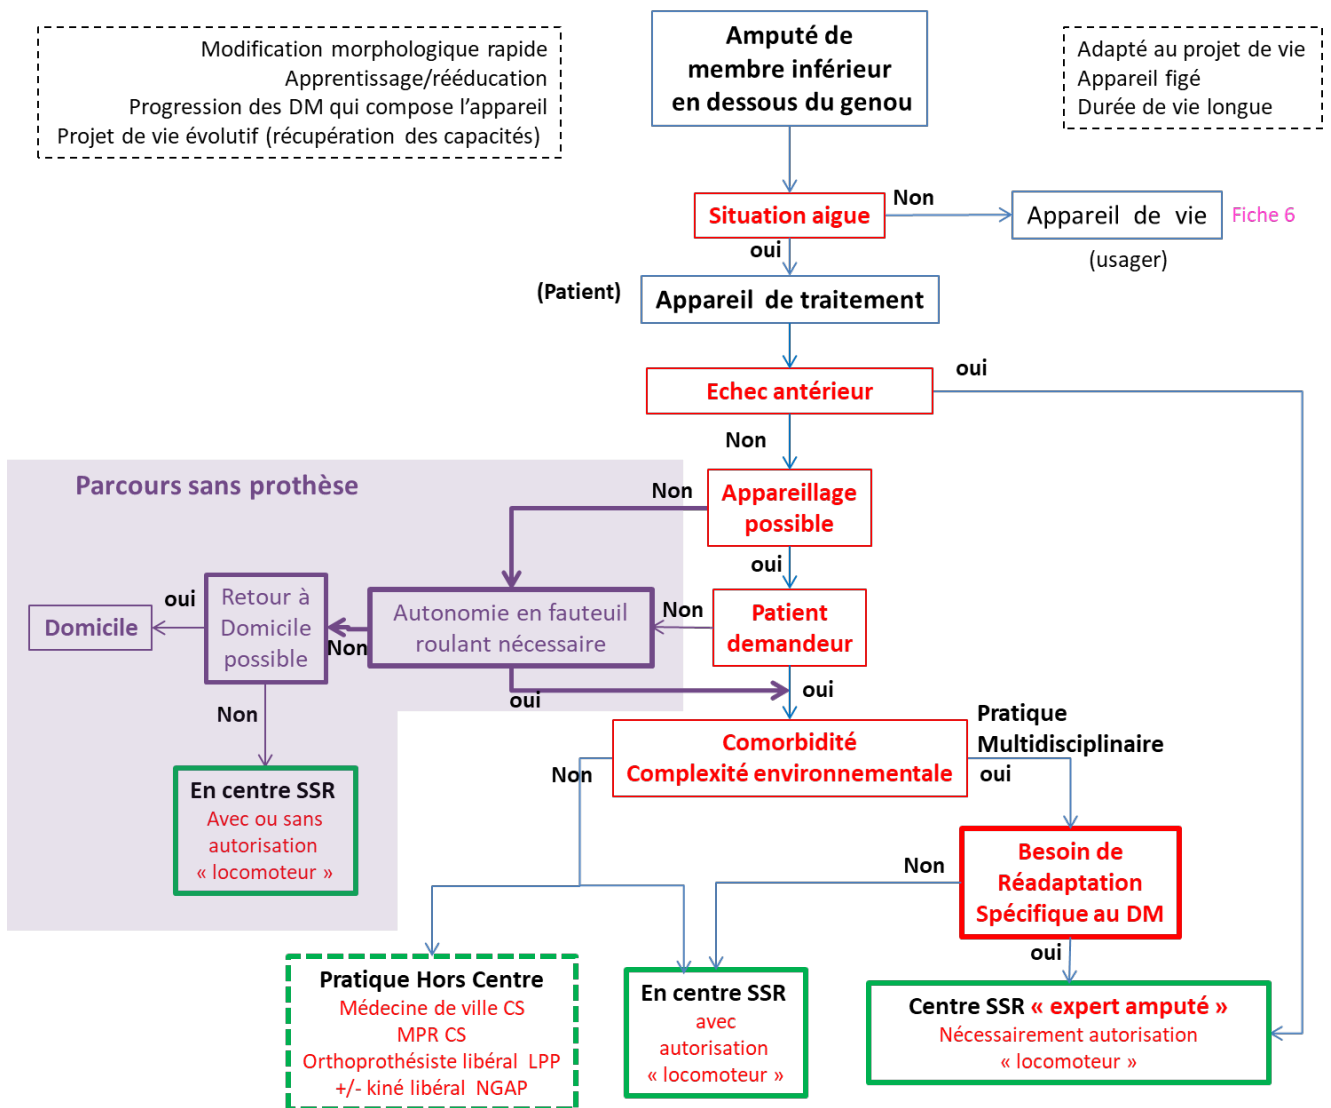 Modification morphologique rapide
Apprentissage/rééducation
Progression des DM qui compose l'appareil
Projet de vie évolutif (récupération des capacités)
Amputé de
membre inférieur
en dessous du genou
Adapté au projet de vie
Appareil figé
Durée de vie longue
Situation aigue
Non
Appareil de vie
Fiche 6
(usager)
oui
(Patient)
Appareil de traitement
Echec antérieur
oui
Non
Parcours sans prothèse
Non
Appareillage
possible
oui
Patient
demandeur
Non
Autonomie en fauteuil
roulant nécessaire
Non
Retour à
Domicile
possible
oui
Domicile
Non
oui
oui
En centre SSR
Avec ou sans
autorisation
« locomoteur »
Comorbidité
Complexité environnementale
Pratique
Multidisciplinaire
oui
Non
Besoin de
Réadaptation
Spécifique au DM
Non
oui
Pratique Hors Centre
Médecine de ville CS
MPR CS
Orthoprothésiste libéral LPP
+/- kiné libéral NGAP
En centre SSR
avec
autorisation
« locomoteur »
Centre SSR « expert amputé »
Nécessairement autorisation
« locomoteur »